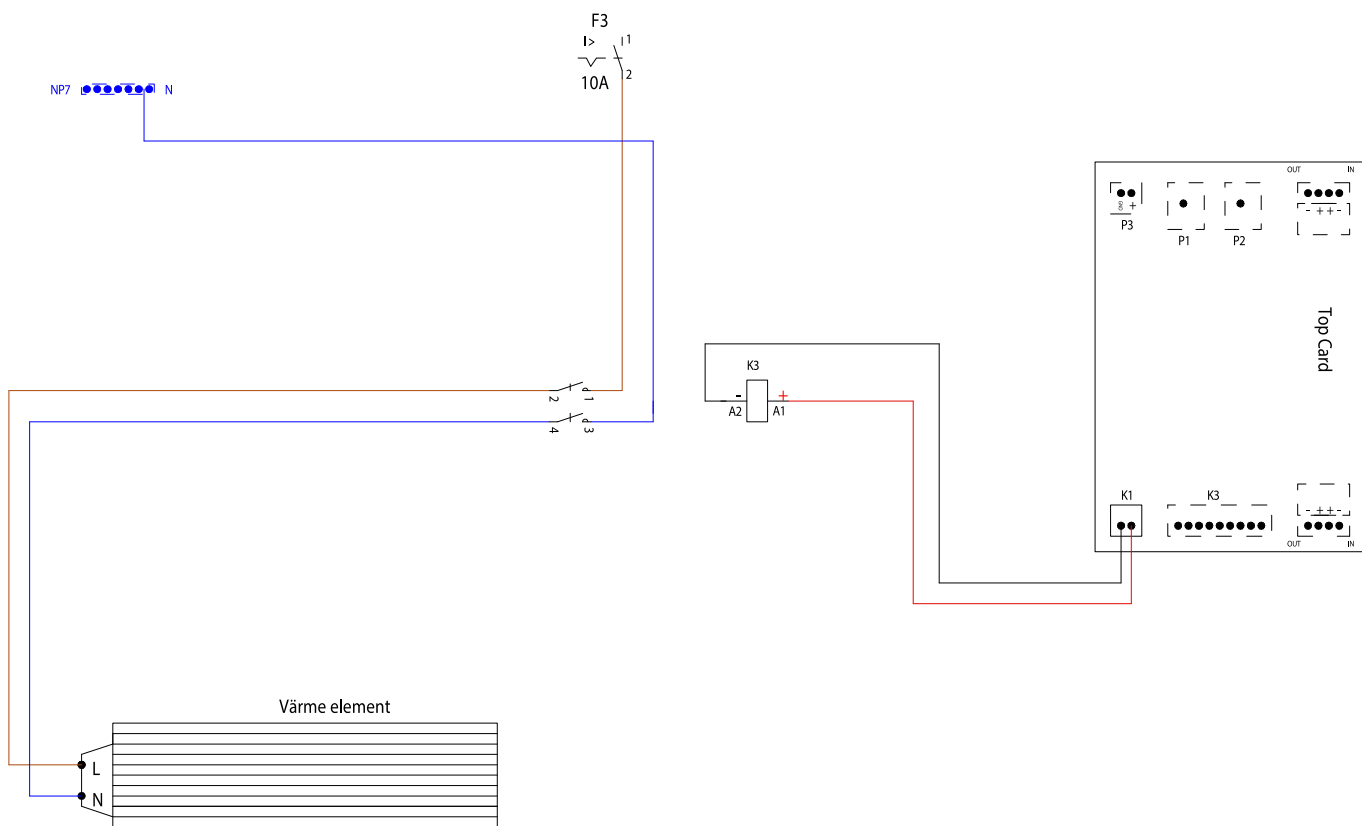 F3
I>
1
2
10A
NP7
N
OUT
IN
GND
+
- ++ -
P3
P1
P2
Top Card
K3
-
+
A2
A1
2
1
4
3
K1
K3
- ++ -
OUT
IN
Värme element
L
N